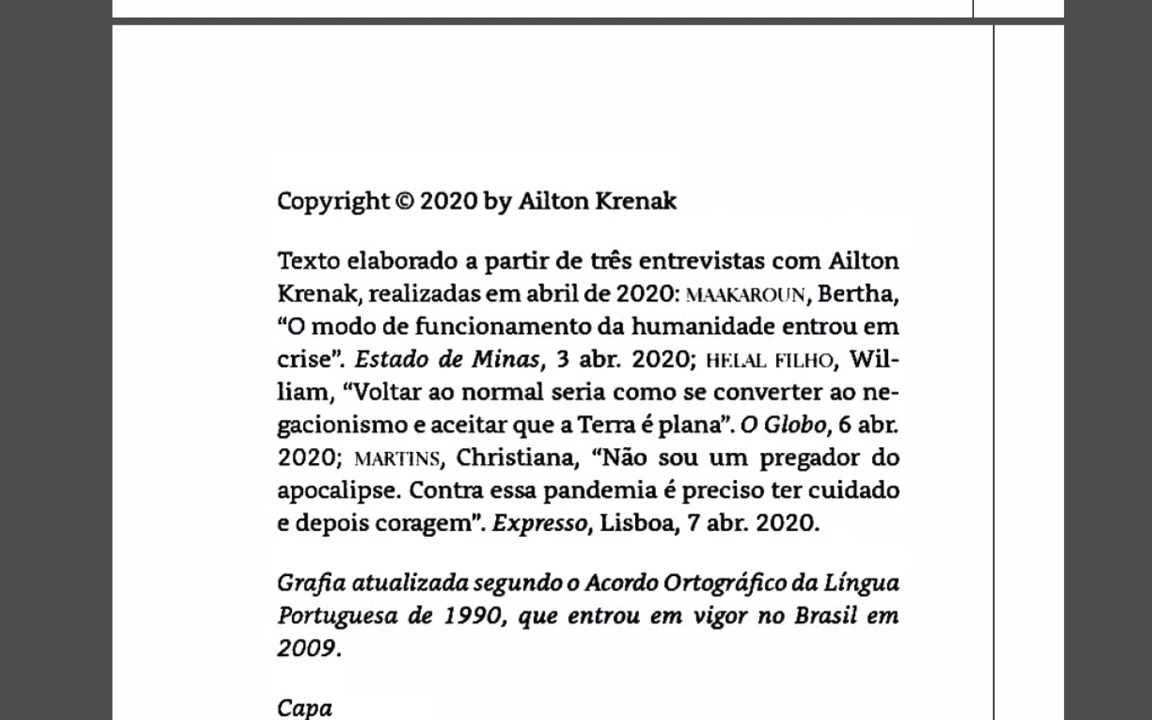 Copyright © 2020 by Ailton Krenak
Texto elaborado a partir de três entrevistas com Ailton
Krenak, realizadas em abril de 2020: MAAKAROUN, Bertha,
“O modo de funcionamento da humanidade entrou em
crise”. Estado de Minas, 3 abr. 2020; HELAL FILHO, Wil-
liam, “Voltar ao normal seria como se converter ao ne-
gacionismo e aceitar que a Terra é plana”. O Globo, 6 abr.
2020; MARTINS, Christiana, “Não sou um pregador do
apocalipse. Contra essa pandemia é preciso ter cuidado
e depois coragem”. Expresso, Lisboa, 7 abr. 2020.
Grafia atualizada segundo o Acordo Ortográfico da Língua
Portuguesa de 1990, que entrou em vigor no Brasil em
2009.
Capa